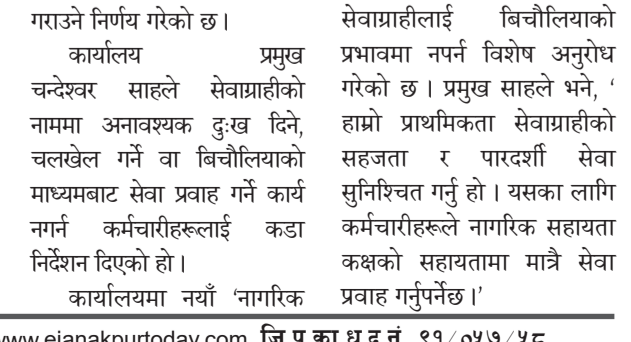 गराउने निर्णय गरेको छ।
कार्यालय प्रमुख
चन्देश्वर साहले सेवाग्राहीको
नाममा अनावश्यक दुःख दिने,
चलखेल गर्ने वा बिचौलियाको
माध्यमबाट सेवा प्रवाह गर्ने कार्य
नगर्न कर्मचारीहरूलाई कडा
निर्देशन दिएको हो।
कार्यालयमा नयाँ ‘नागरिक
सेवाग्राहीलाई बिचौलियाको
प्रभावमा नपर्न विशेष अनुरोध
गरेको छ । प्रमुख साहले भने, ‘
हाम्रो प्राथमिकता सेवाग्राहीको
सहजता र पारदर्शी सेवा
सुनिश्चित गर्नु हो । यसका लागि
कर्मचारीहरूले नागरिक सहायता
कक्षको सहायतामा मात्रै सेवा
प्रवाह गर्नुपर्नेछ ।’
www.ejanakpurtoday.com जि.प्र.का.ध.द.नं. ९१/०५७/५८